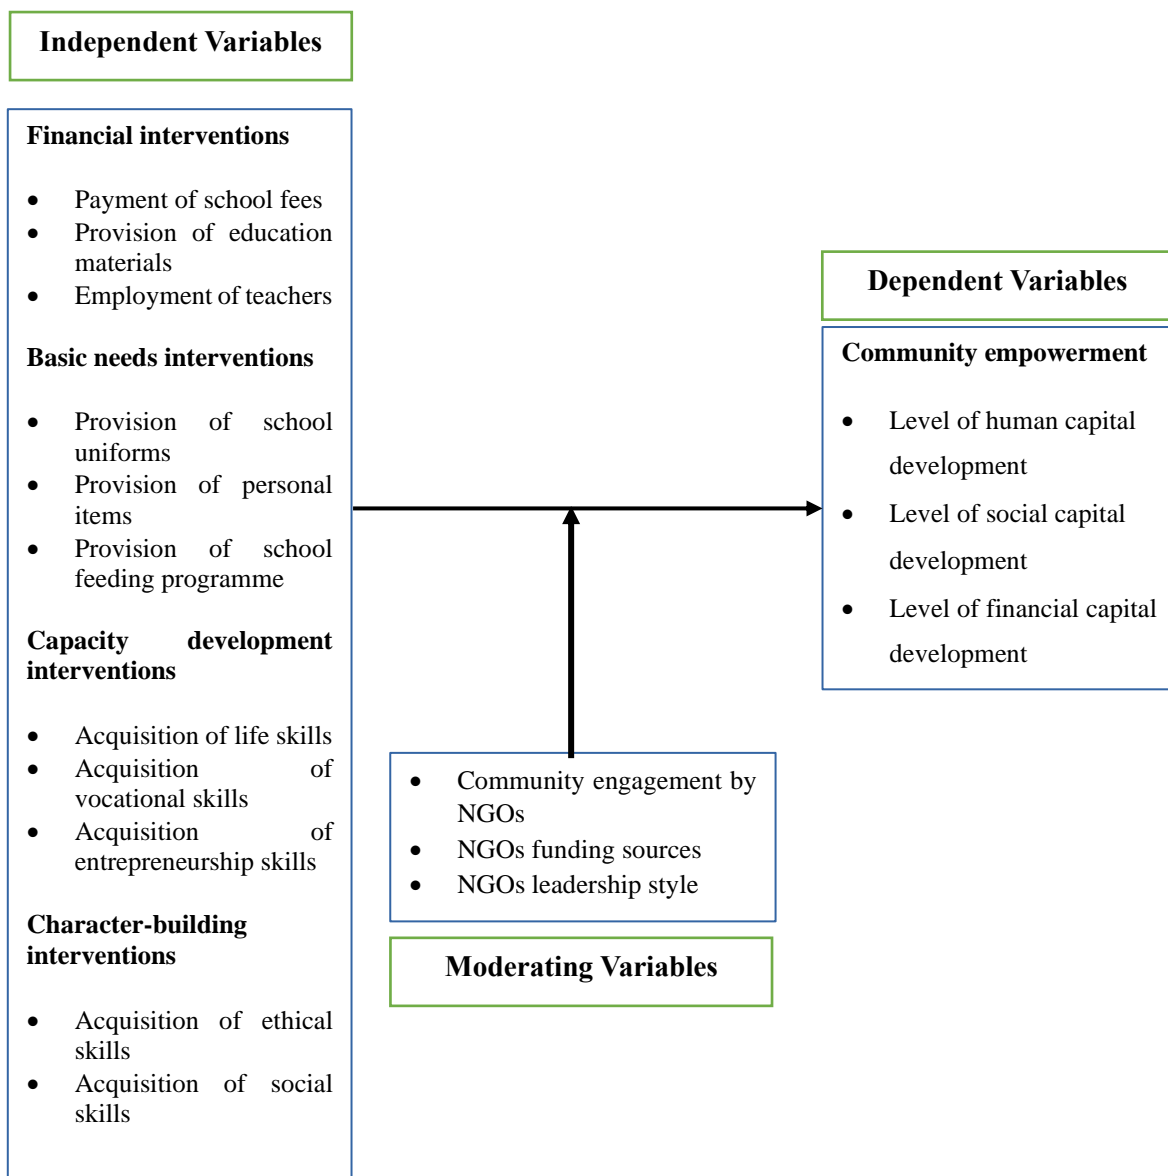 Independent Variables
Financial interventions
• Payment of school fees
• Provision of education
materials
• Employment of teachers
Basic needs interventions
• Provision of school
uniforms
• Provision of personal
items
• Provision of school
feeding programme
Capacity development
interventions
• Acquisition of life skills
• Acquisition of
vocational skills
• Acquisition of
entrepreneurship skills
Character-building
interventions
• Acquisition of ethical
skills
• Acquisition of social
skills
• Community engagement by
NGOs
• NGOs funding sources
• NGOs leadership style
Moderating Variables
Dependent Variables
Community empowerment
• Level of human capital
development
• Level of social capital
development
• Level of financial capital
development